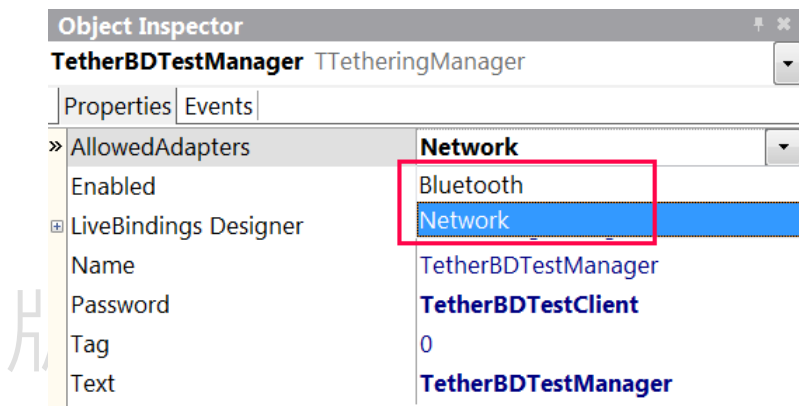 Object Inspector
TetherBDTestManager TTetheringManager
Properties Events
AllowedAdapters Network
Enabled Bluetooth
LiveBindings Designer Network
Name TetherBDTestManager
Password TetherBDTestClient
Tag 0
Text TetherBDTestManager